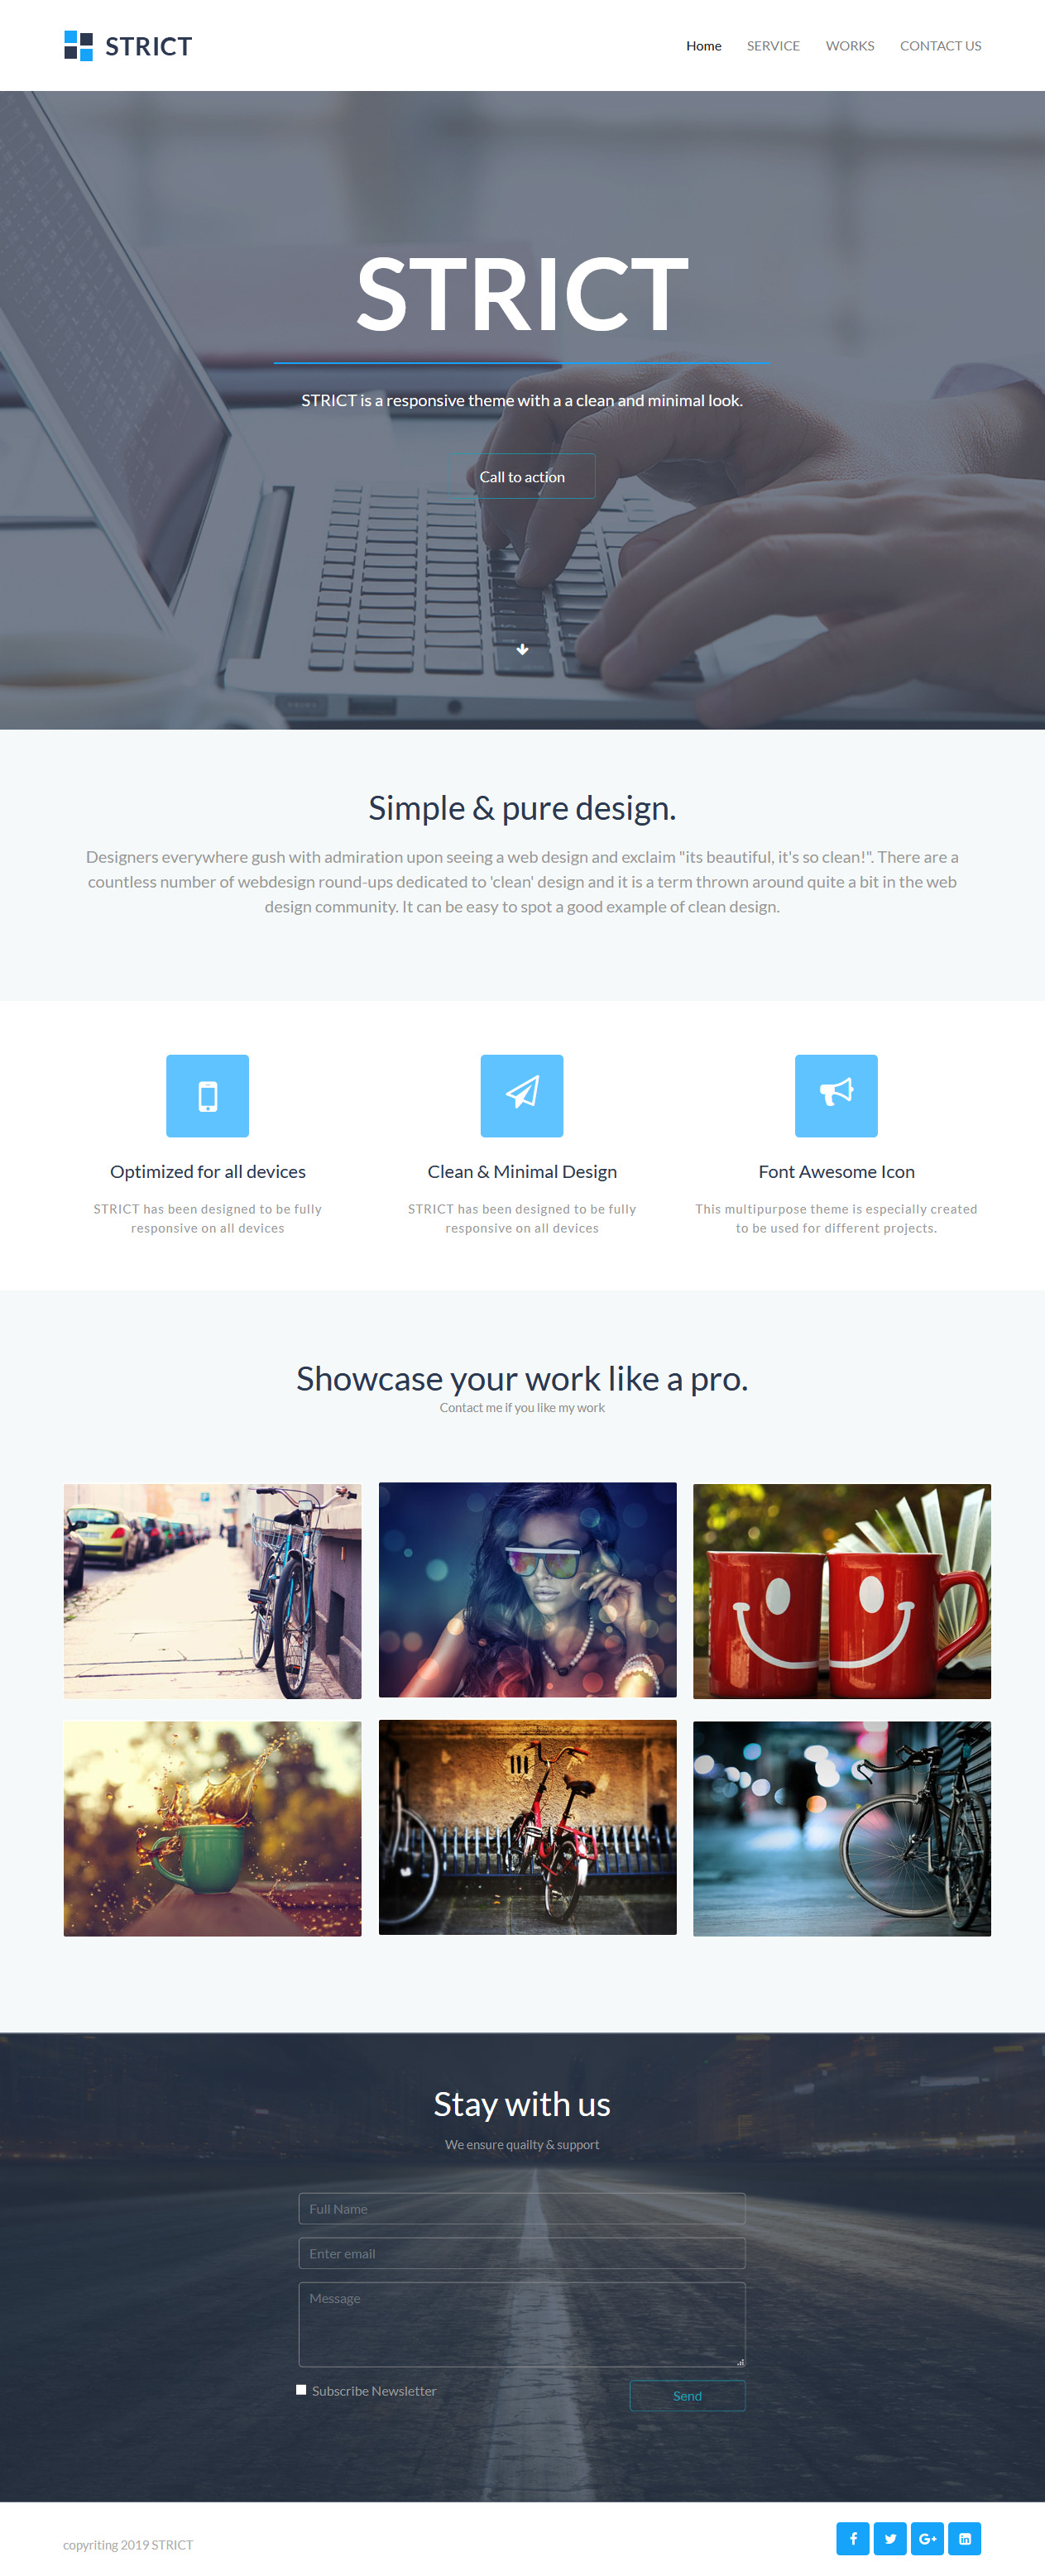 STRICT
Home SERVICE WORKS CONTACT US
STRICT
STRICT is a responsive theme with a a clean and minimal look.
Call to action
Simple & pure design.
Designers everywhere gush with admiration upon seeing a web design and exclaim "its beautiful, it's so clean!". There are a
countless number of webdesign round-ups dedicated to 'clean' design and it is a term thrown around quite a bit in the web
design community. It can be easy to spot a good example of clean design.
Optimized for all devices
STRICT has been designed to be fully
responsive on all devices
Clean & Minimal Design
STRICT has been designed to be fully
responsive on all devices
Font Awesome Icon
This multipurpose theme is especially created
to be used for different projects.
Showcase your work like a pro.
Contact me if you like my work
Stay with us
We ensure quailty & support
Full Name
Enter email
Message
Subscribe Newsletter
Send
copyriting 2019 STRICT